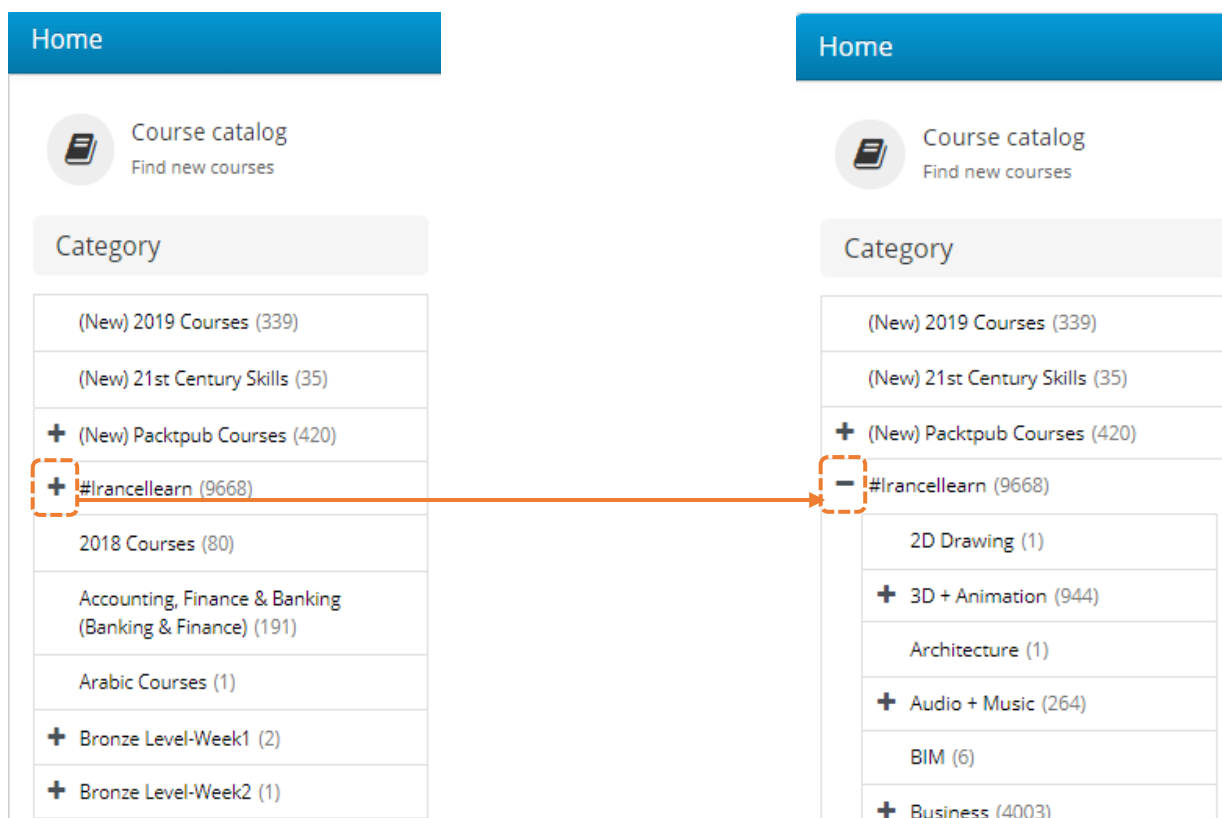 Home
Course catalog
Find new courses
Category
(New) 2019 Courses (339)
(New) 21st Century Skills (35)
(New) Packtpub Courses (420)
#Irancellearn (9668)
2018 Courses (80)
Accounting, Finance & Banking
(Banking & Finance) (191)
Arabic Courses (1)
Bronze Level-Week1 (2)
Bronze Level-Week2 (1)
Home
Course catalog
Find new courses
Category
(New) 2019 Courses (339)
(New) 21st Century Skills (35)
(New) Packtpub Courses (420)
#Irancellearn (9668)
2D Drawing (1)
3D + Animation (944)
Architecture (1)
Audio + Music (264)
BIM (6)
Business (4003)